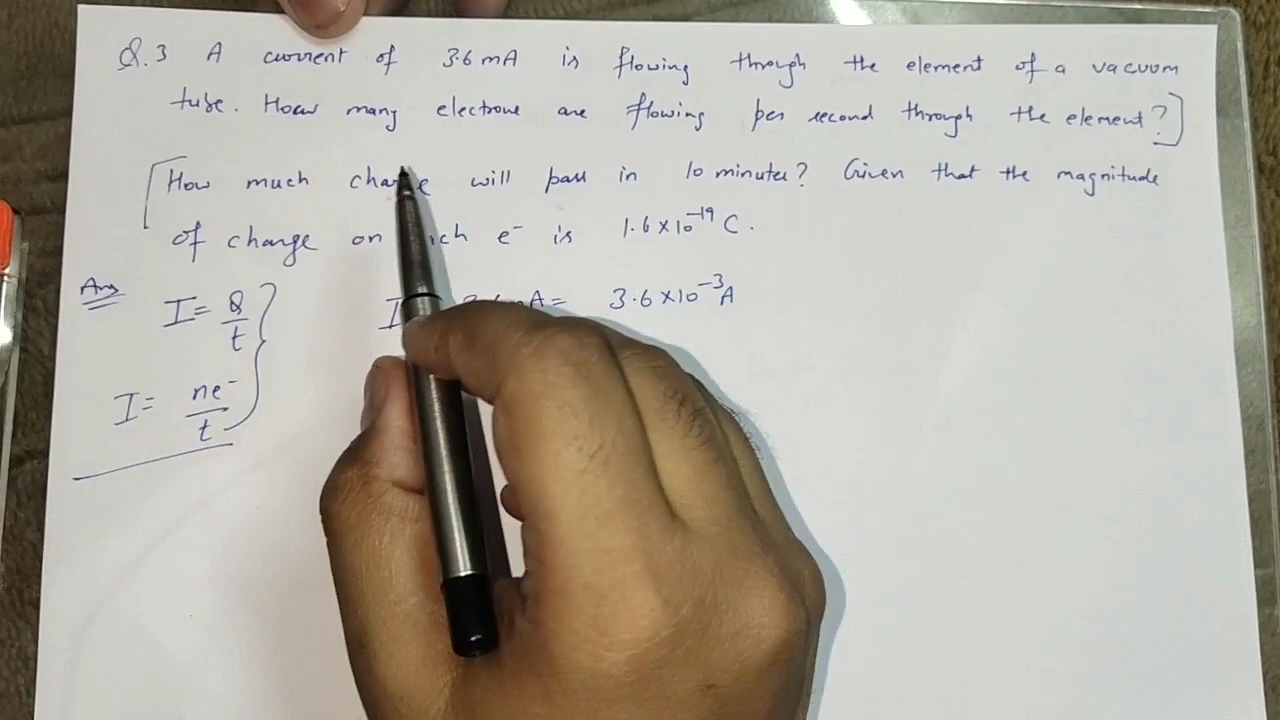 Q.3 A current of 3.6 mA is flowing through the element of a vacuum
tube. How many electrons are flowing per second through the element?]
[How much charge will pass in 10 minutes? Given that the magnitude
of charge on e⁻ is 1.6×10⁻¹⁹ C.
Ans
I = Q/t
I mA = 3.6×10⁻³ A
I = ne⁻/t